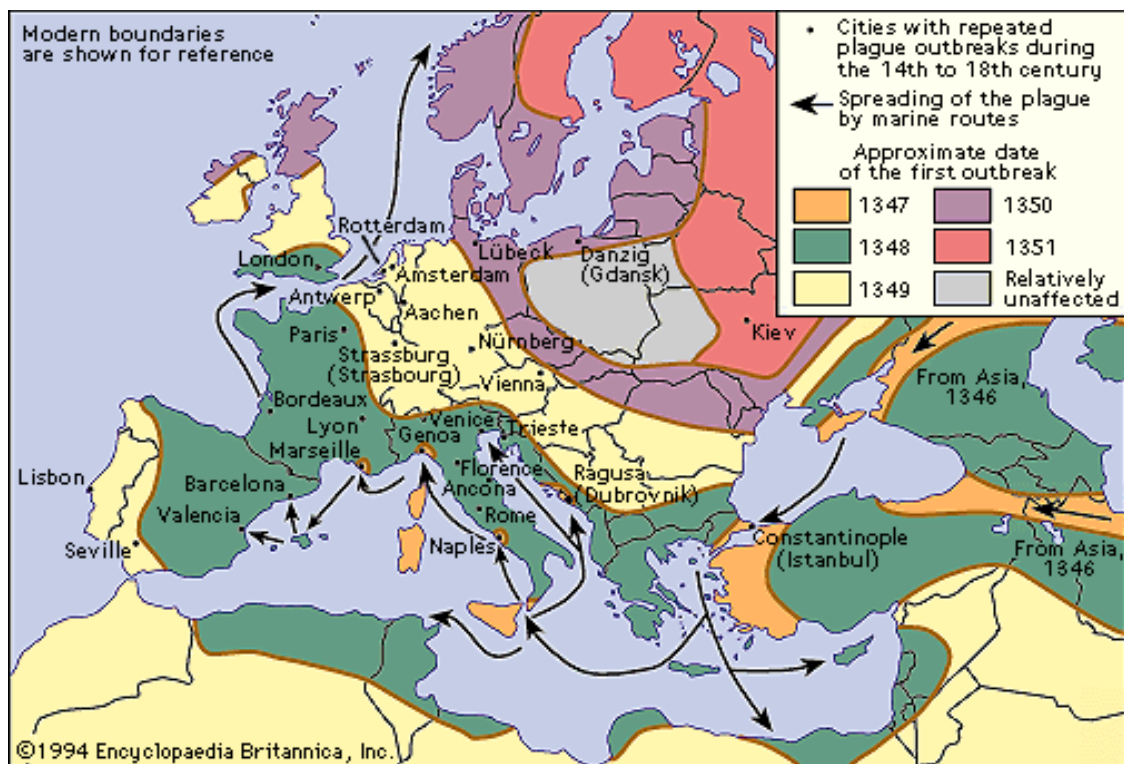 Modern boundaries
are shown for reference
Cities with repeated
plague outbreaks during
the 14th to 18th century
Spreading of the plague
by marine routes
Approximate date
of the first outbreak
1347
1350
1348
1351
1349
Relatively
unaffected
Rotterdam
London
Lübeck
Danzig
(Gdansk)
Amsterdam
Antwerp
Aachen
Paris
Kiev
Nürnberg
Strassburg
(Strasbourg)
Vienna
From Asia,
1346
Bordeaux
Lyon
Venice
Trieste
Genoa
Marseille
Florence
Ragusa
(Dubrovnik)
Lisbon
Barcelona
Ancona
Valencia
Rome
Constantinople
(Istanbul)
Seville
Naples
From Asia,
1346
©1994 Encyclopaedia Britannica, Inc.